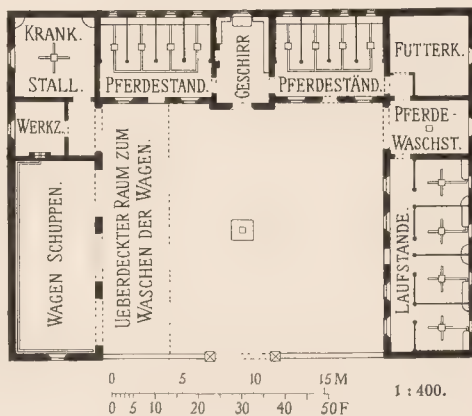 KRANK.
STALL.
PFERDESTAND.
GESCHIRR
PFERDESTÄND.
FUTTERK.
WERKZ.
PFERDE-
WASCHST.
WAGEN SCHUPPEN.
UEBERDECKTER RAUM ZUM
WASCHEN DER WAGEN.
LAUFSTANDE.
0 5 10 15 M
0 5 10 20 30 40 50 F
1 : 400.